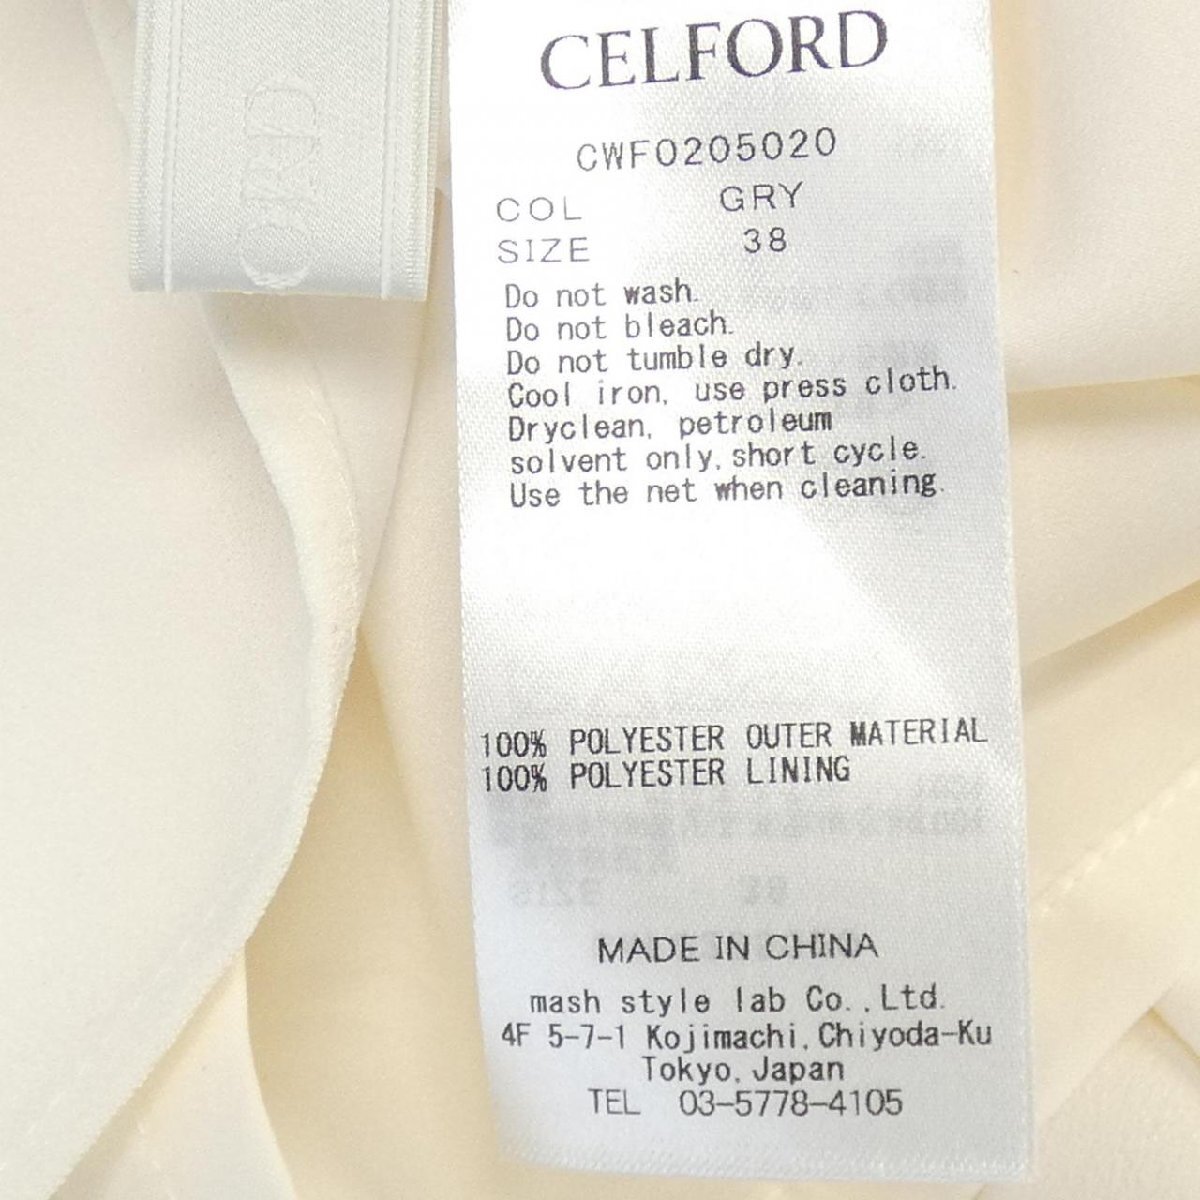 CELFORD
CWF0205020
COL GRY
SIZE 38
Do not wash.
Do not bleach.
Do not tumble dry.
Cool iron, use press cloth.
Dryclean, petroleum
solvent only, short cycle.
Use the net when cleaning.
100% POLYESTER OUTER MATERIAL
100% POLYESTER LINING
MADE IN CHINA
mash style lab Co.,Ltd.
4F 5-7-1 Kojimachi, Chiyoda-Ku
Tokyo, Japan
TEL 03-5778-4105